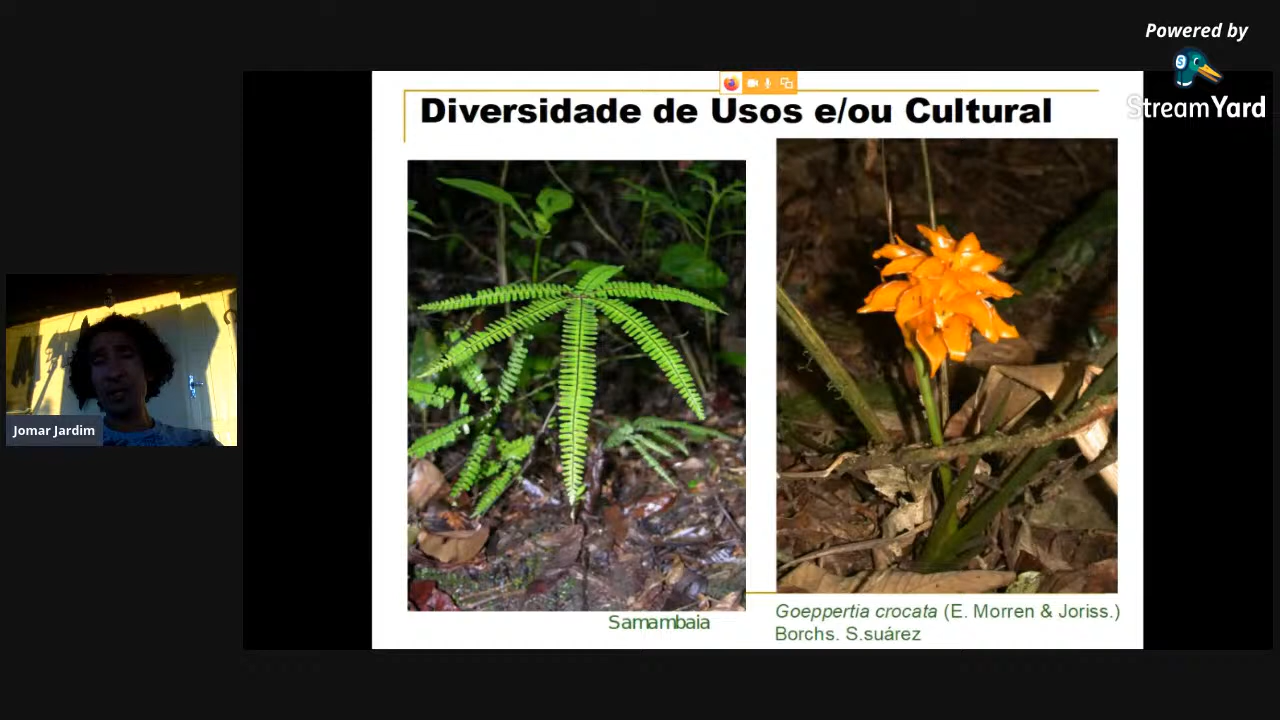 Powered by
StreamYard
Diversidade de Usos e/ou Cultural
Jomar Jardim
Samambaia
Goeppertia crocata (E. Morren & Joriss.)
Borchs. S.suárez